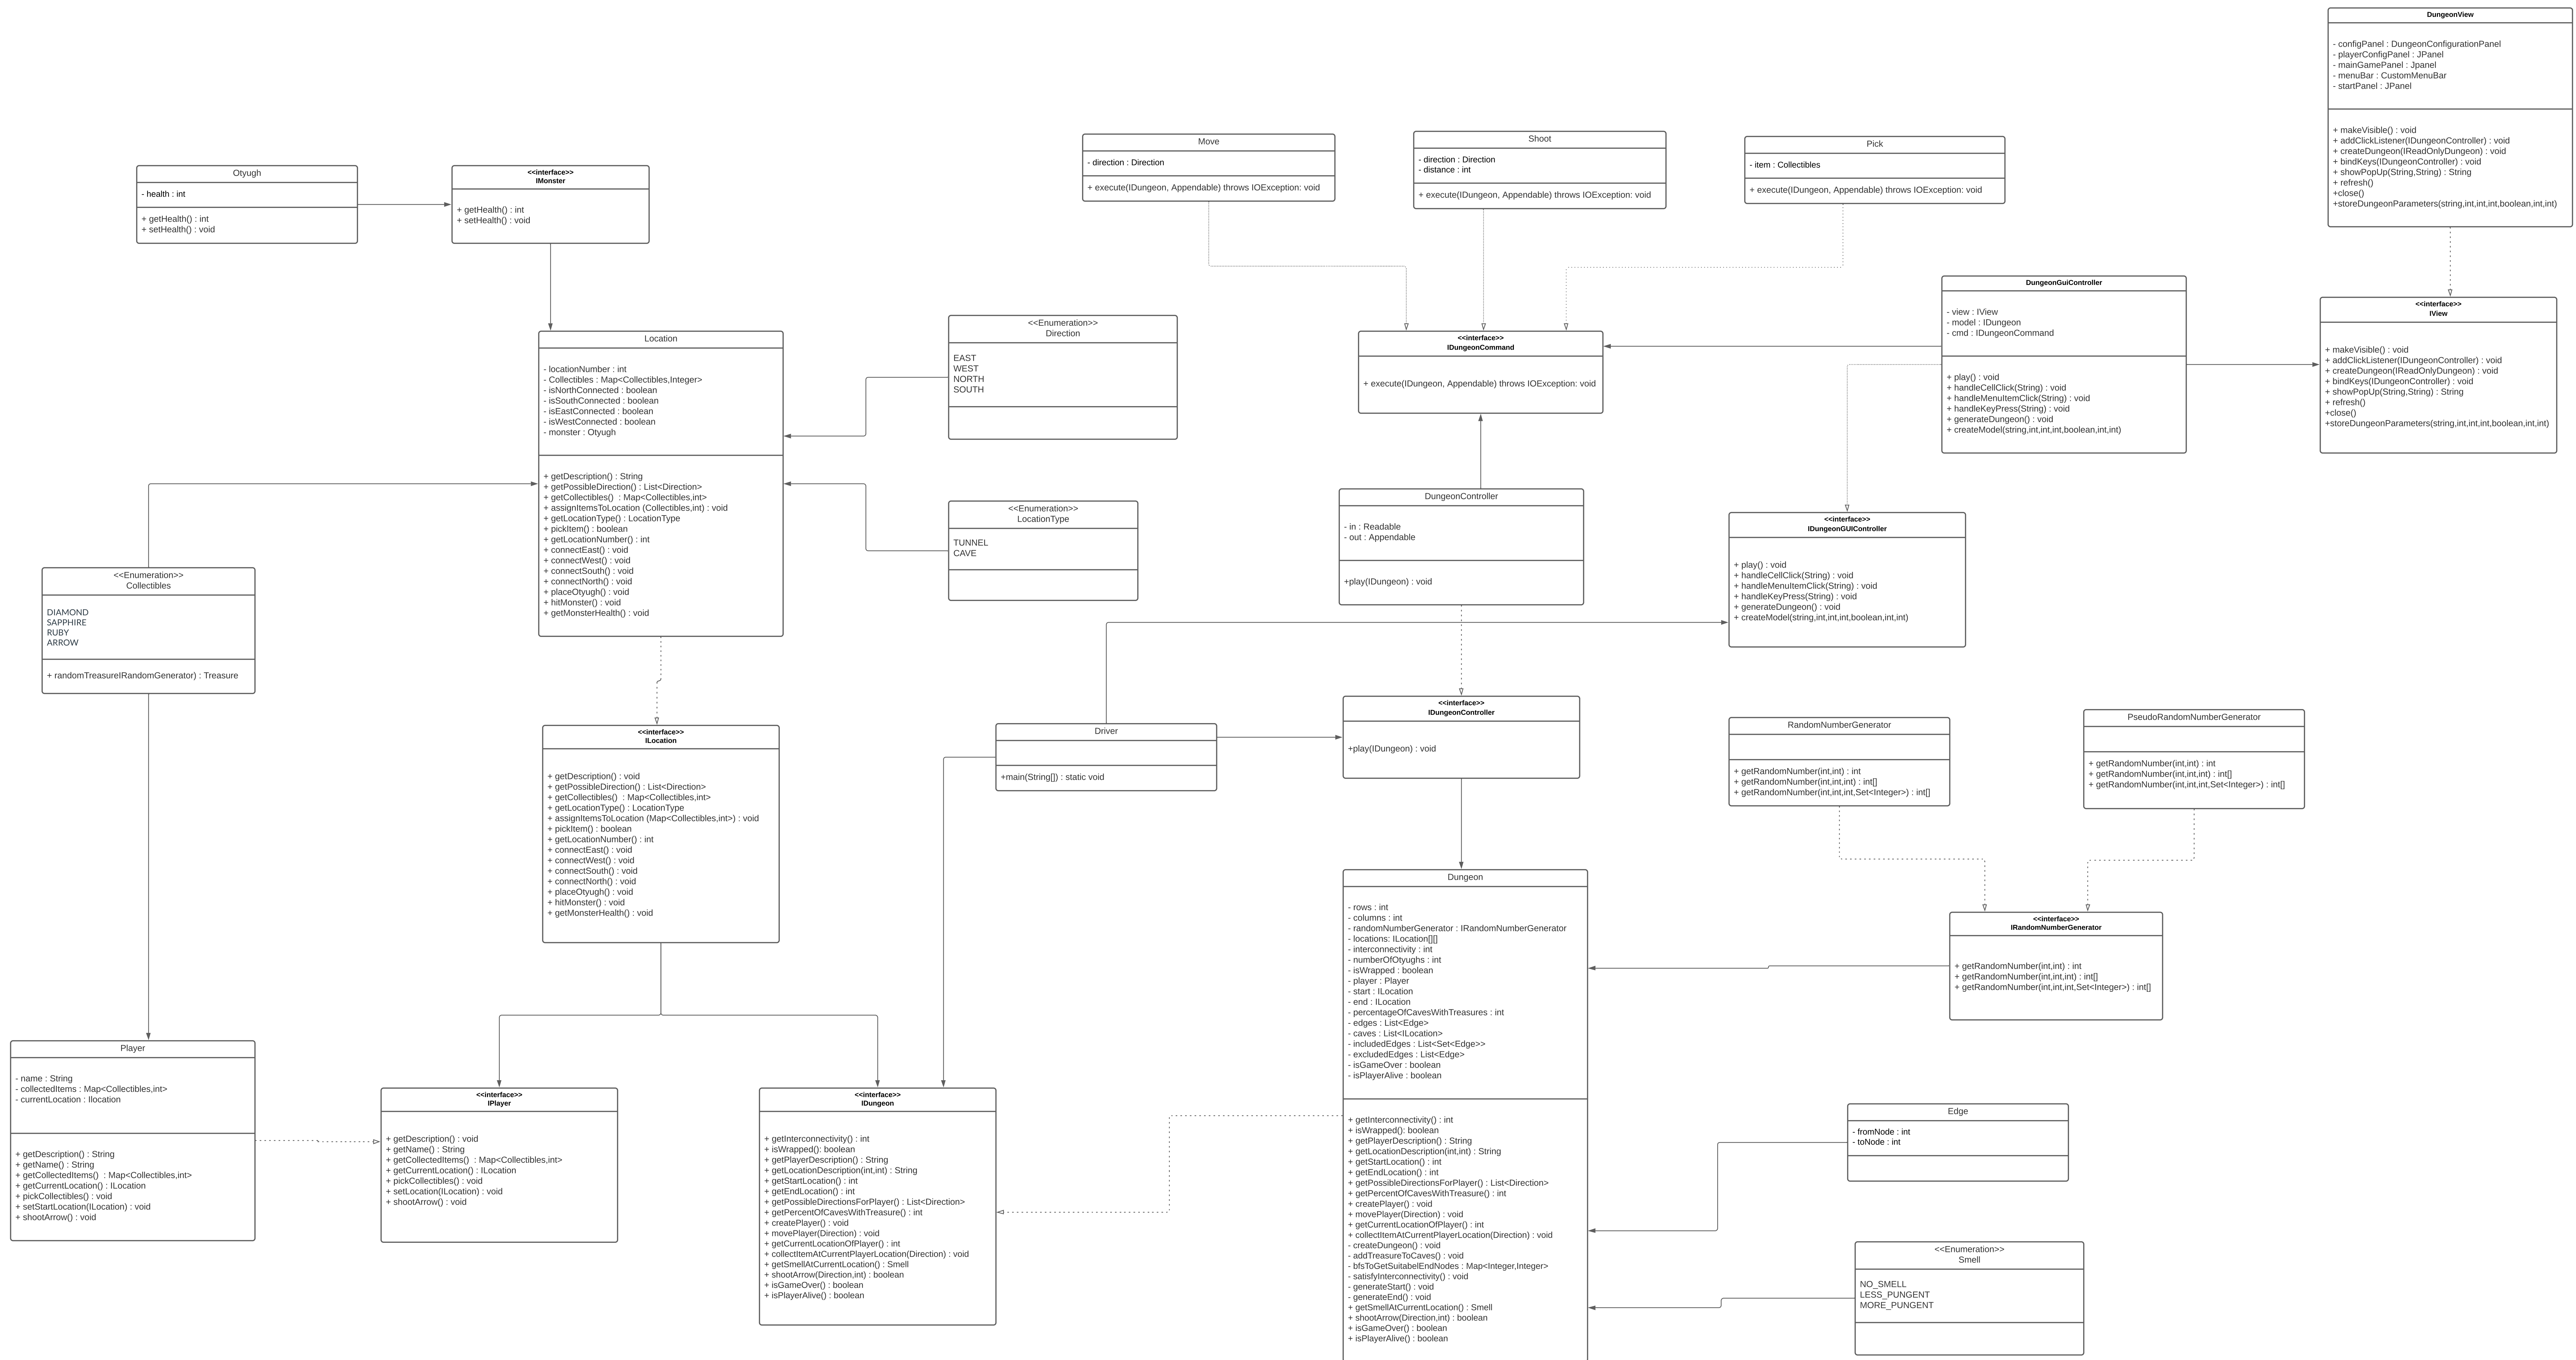 DungeonView
- configPanel : DungeonConfigurationPanel
- playerConfigPanel : JPanel
- mainGamePanel : Jpanel
- menuBar : CustomMenuBar
- startPanel : JPanel
+ makeVisible() : void
+ addClickListener(IDungeonController) : void
+ createDungeon(IReadOnlyDungeon) : void
+ bindKeys(IDungeonController) : void
+ showPopUp(String,String) : String
+ refresh()
+close()
+storeDungeonParameters(string,int,int,int,boolean,int,int)
Otyugh
- health : int
+ getHealth() : int
+ setHealth() : void
<<interface>>
IMonster
+ getHealth() : int
+ setHealth() : void
Move
- direction : Direction
+ execute(IDungeon, Appendable) throws IOException: void
Shoot
- direction : Direction
- distance : int
+ execute(IDungeon, Appendable) throws IOException: void
Pick
- item : Collectibles
+ execute(IDungeon, Appendable) throws IOException: void
Location
- locationNumber : int
- Collectibles : Map<Collectibles,Integer>
- isNorthConnected : boolean
- isSouthConnected : boolean
- isEastConnected : boolean
- isWestConnected : boolean
- monster : Otyugh
+ getDescription() : String
+ getPossibleDirection() : List<Direction>
+ getCollectibles()  : Map<Collectibles,int>
+ assignItemsToLocation (Collectibles,int) : void
+ getLocationType() : LocationType
+ pickItem() : boolean
+ getLocationNumber() : int
+ connectEast() : void
+ connectWest() : void
+ connectSouth() : void
+ connectNorth() : void
+ placeOtyugh() : void
+ hitMonster() : void
+ getMonsterHealth() : void
<<Enumeration>>
Direction
EAST
WEST
NORTH
SOUTH
<<Enumeration>>
LocationType
TUNNEL
CAVE
<<interface>>
IDungeonCommand
+ execute(IDungeon, Appendable) throws IOException: void
DungeonGuiController
- view : IView
- model : IDungeon
- cmd : IDungeonCommand
+ play() : void
+ handleCellClick(String) : void
+ handleMenuItemClick(String) : void
+ handleKeyPress(String) : void
+ generateDungeon() : void
+ createModel(string,int,int,int,boolean,int,int)
<<interface>>
IView
+ makeVisible() : void
+ addClickListener(IDungeonController) : void
+ createDungeon(IReadOnlyDungeon) : void
+ bindKeys(IDungeonController) : void
+ showPopUp(String,String) : String
+ refresh()
+close()
+storeDungeonParameters(string,int,int,int,boolean,int,int)
DungeonController
- in : Readable
- out : Appendable
+play(IDungeon) : void
<<interface>>
IDungeonGUIController
+ play() : void
+ handleCellClick(String) : void
+ handleMenuItemClick(String) : void
+ handleKeyPress(String) : void
+ generateDungeon() : void
+ createModel(string,int,int,int,boolean,int,int)
<<Enumeration>>
Collectibles
DIAMOND
SAPPHIRE
RUBY
ARROW
+ randomTreasureIRandomGenerator) : Treasure
<<interface>>
ILocation
+ getDescription() : void
+ getPossibleDirection() : List<Direction>
+ getCollectibles()  : Map<Collectibles,int>
+ getLocationType() : LocationType
+ assignItemsToLocation (Map<Collectibles,int>) : void
+ pickItem() : boolean
+ getLocationNumber() : int
+ connectEast() : void
+ connectWest() : void
+ connectSouth() : void
+ connectNorth() : void
+ placeOtyugh() : void
+ hitMonster() : void
+ getMonsterHealth() : void
Driver
+main(String[]) : static void
<<interface>>
IDungeonController
+play(IDungeon) : void
RandomNumberGenerator
+ getRandomNumber(int,int) : int
+ getRandomNumber(int,int,int) : int[]
+ getRandomNumber(int,int,int,Set<Integer>) : int[]
PseudoRandomNumberGenerator
+ getRandomNumber(int,int) : int
+ getRandomNumber(int,int,int) : int[]
+ getRandomNumber(int,int,int,Set<Integer>) : int[]
<<interface>>
IRandomNumberGenerator
+ getRandomNumber(int,int) : int
+ getRandomNumber(int,int,int) : int[]
+ getRandomNumber(int,int,int,Set<Integer>) : int[]
Player
- name : String
- collectedItems : Map<Collectibles,int>
- currentLocation : Ilocation
+ getDescription() : String
+ getName() : String
+ getCollectedItems()  : Map<Collectibles,int>
+ getCurrentLocation() : ILocation
+ pickCollectibles() : void
+ setStartLocation(ILocation) : void
+ shootArrow() : void
<<interface>>
IPlayer
+ getDescription() : void
+ getName() : String
+ getCollectedItems()  : Map<Collectibles,int>
+ getCurrentLocation() : ILocation
+ pickCollectibles() : void
+ setLocation(ILocation) : void
+ shootArrow() : void
<<interface>>
IDungeon
+ getInterconnectivity() : int
+ isWrapped(): boolean
+ getPlayerDescription() : String
+ getLocationDescription(int,int) : String
+ getStartLocation() : int
+ getEndLocation() : int
+ getPossibleDirectionsForPlayer() : List<Direction>
+ getPercentOfCavesWithTreasure() : int
+ createPlayer() : void
+ movePlayer(Direction) : void
+ getCurrentLocationOfPlayer() : int
+ collectItemAtCurrentPlayerLocation(Direction) : void
+ getSmellAtCurrentLocation() : Smell
+ shootArrow(Direction,int) : boolean
+ isGameOver() : boolean
+ isPlayerAlive() : boolean
Dungeon
- rows : int
- columns : int
- randomNumberGenerator : IRandomNumberGenerator
- locations: ILocation[][]
- interconnectivity : int
- numberOfOtyughs : int
- isWrapped : boolean
- player : Player
- start : ILocation
- end : ILocation
- percentageOfCavesWithTreasures : int
- edges : List<Edge>
- caves : List<ILocation>
- includedEdges : List<Set<Edge>>
- excludedEdges : List<Edge>
- isGameOver : boolean
- isPlayerAlive : boolean
+ getInterconnectivity() : int
+ isWrapped(): boolean
+ getPlayerDescription() : String
+ getLocationDescription(int,int) : String
+ getStartLocation() : int
+ getEndLocation() : int
+ getPossibleDirectionsForPlayer() : List<Direction>
+ getPercentOfCavesWithTreasure() : int
+ createPlayer() : void
+ movePlayer(Direction) : void
+ getCurrentLocationOfPlayer() : int
+ collectItemAtCurrentPlayerLocation(Direction) : void
- createDungeon() : void
- addTreasureToCaves() : void
- bfsToGetSuitabelEndNodes : Map<Integer,Integer>
- satisfyInterconnectivity() : void
- generateStart() : void
- generateEnd() : void
+ getSmellAtCurrentLocation() : Smell
+ shootArrow(Direction,int) : boolean
+ isGameOver() : boolean
+ isPlayerAlive() : boolean
Edge
- fromNode : int
- toNode : int
<<Enumeration>>
Smell
NO_SMELL
LESS_PUNGENT
MORE_PUNGENT